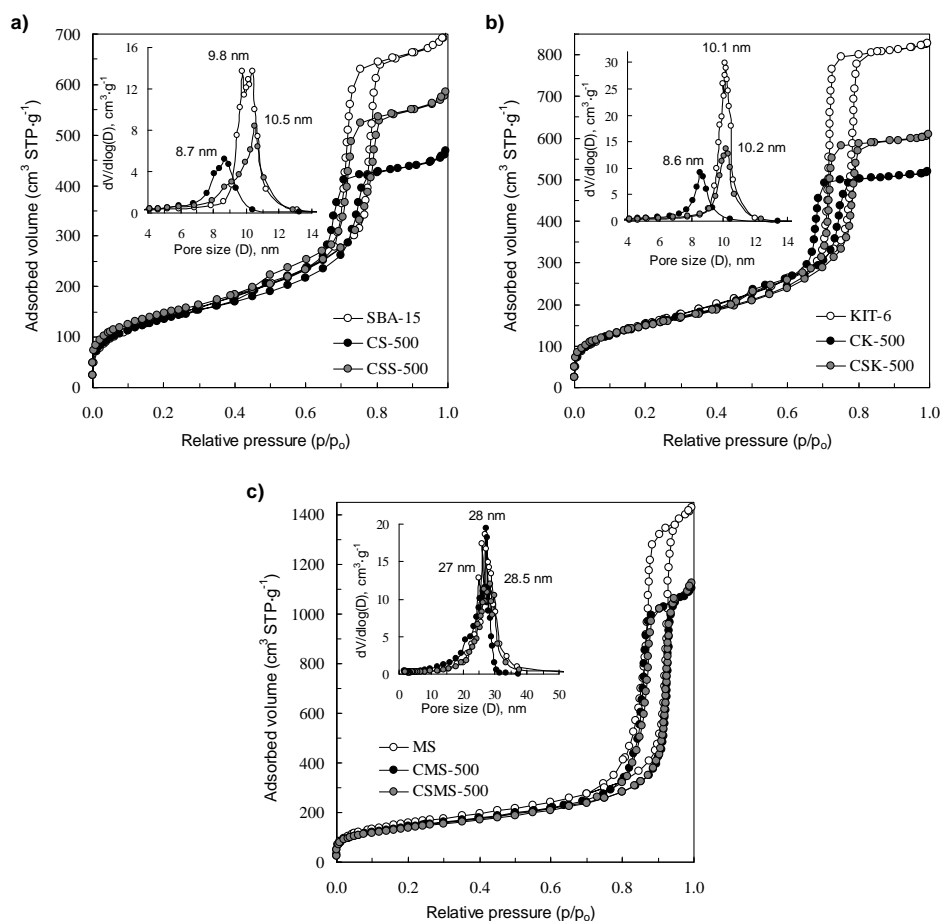 a)
700
600
500
400
300
200
100
0
Adsorbed volume (cm³ STP·g⁻¹)
0.0 0.2 0.4 0.6 0.8 1.0
Relative pressure (p/pₒ)
16
12
8
4
0
dV/dlog(D), cm³·g⁻¹
4 6 8 10 12 14
Pore size (D), nm
9.8 nm
10.5 nm
8.7 nm
SBA-15
CS-500
CSS-500
b)
800
700
600
500
400
300
200
100
0
Adsorbed volume (cm³ STP·g⁻¹)
0.0 0.2 0.4 0.6 0.8 1.0
Relative pressure (p/pₒ)
30
25
20
15
10
5
0
dV/dlog(D), cm³·g⁻¹
4 6 8 10 12 14
Pore size (D), nm
10.1 nm
10.2 nm
8.6 nm
KIT-6
CK-500
CSK-500
c)
1400
1200
1000
800
600
400
200
0
Adsorbed volume (cm³ STP·g⁻¹)
0.0 0.2 0.4 0.6 0.8 1.0
Relative pressure (p/pₒ)
20
15
10
5
0
dV/dlog(D), cm³·g⁻¹
0 10 20 30 40 50
Pore size (D), nm
28 nm
27 nm
28.5 nm
MS
CMS-500
CSMS-500